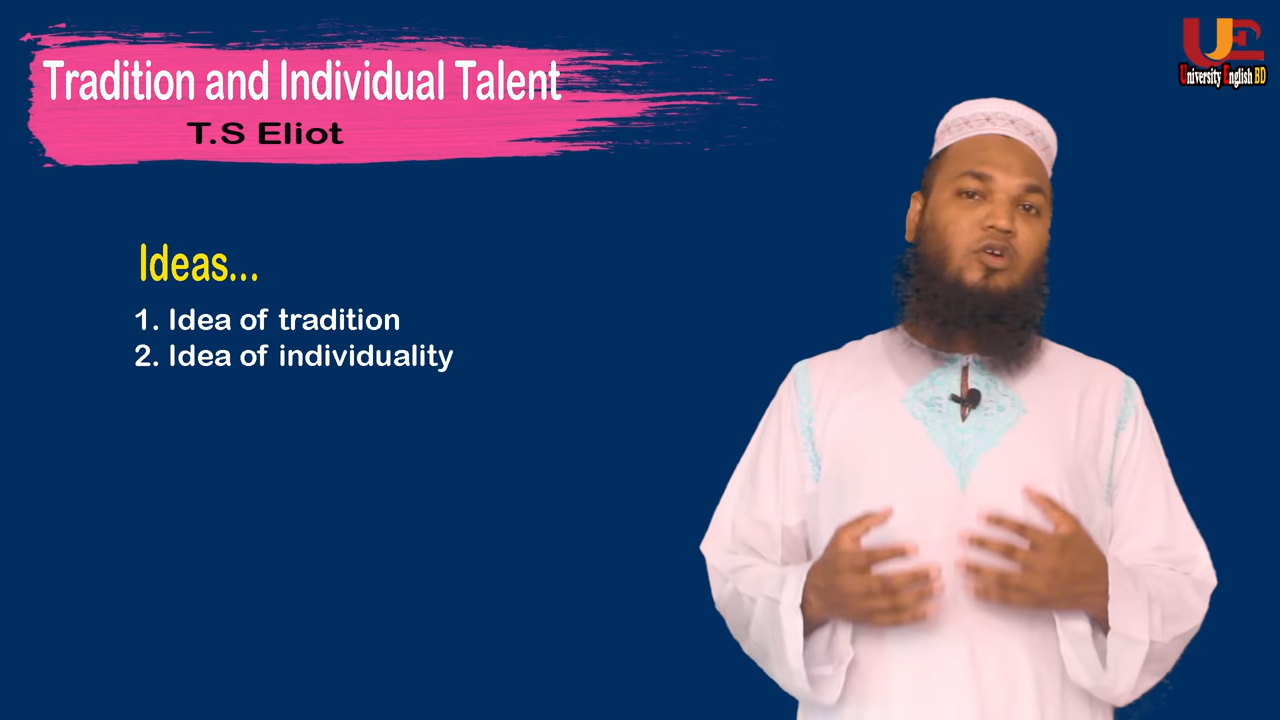 Tradition and Individual Talent
T.S Eliot
UE
University English BD
Ideas...
1. Idea of tradition
2. Idea of individuality